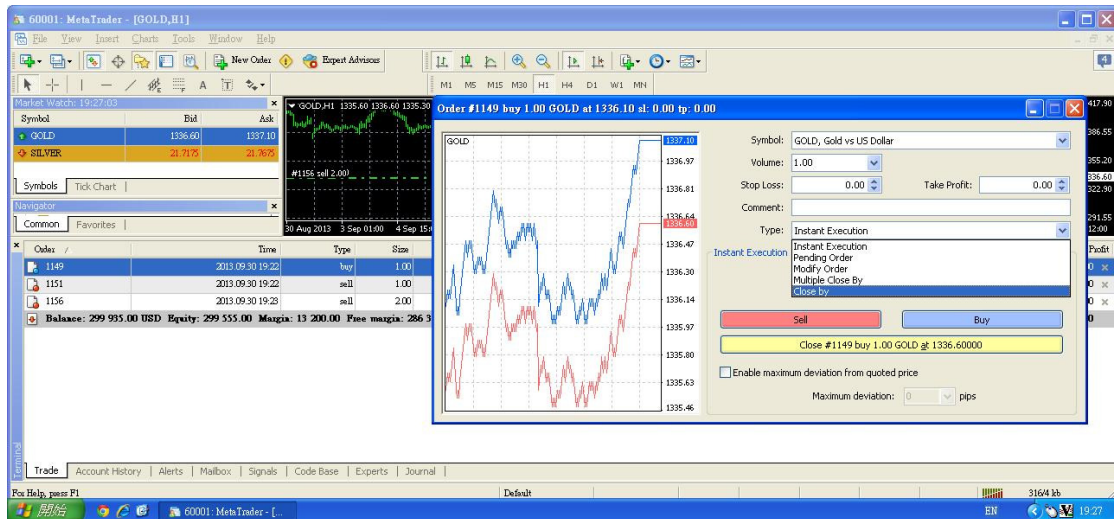 60001: MetaTrader - [GOLD,H1]
File View Insert Charts Tools Window Help
New Order Expert Advisors 4
A T M1 M5 M15 M30 H1 H4 D1 W1 MN
Market Watch: 19:27:03
Symbol Bid Ask
GOLD 1336.60 1337.10
SILVER 21.7175 21.7675
Symbols Tick Chart
Navigator
Common Favorites
GOLD,H1 1335.60 1336.60 1335.30
#1156 sell 2.00
30 Aug 2013 3 Sep 01:00 4 Sep 15:
417.90
386.55
355.20
336.60
322.90
291.55
12:00
Order #1149 buy 1.00 GOLD at 1336.10 sl: 0.00 tp: 0.00
GOLD
1337.10
1336.97
1336.81
1336.64
1336.60
1336.47
1336.30
1336.14
1335.97
1335.80
1335.63
1335.46
Symbol: GOLD, Gold vs US Dollar
Volume: 1.00
Stop Loss: 0.00 Take Profit: 0.00
Comment:
Type: Instant Execution
Instant Execution
Instant Execution
Pending Order
Modify Order
Multiple Close By
Close by
Sell Buy
Close #1149 buy 1.00 GOLD at 1336.60000
Enable maximum deviation from quoted price
Maximum deviation: 0 pips
Order / Time Type Size Profit
1149 2013.09.30 19:22 buy 1.00
1151 2013.09.30 19:22 sell 1.00
1156 2013.09.30 19:23 sell 2.00
Balance: 299 935.00 USD Equity: 299 555.00 Margin: 13 200.00 Free margin: 286 3
Terminal
Trade Account History Alerts Mailbox Signals Code Base Experts Journal
For Help, press F1 Default 316/4 kb
開始 60001: MetaTrader - [... EN 19:27